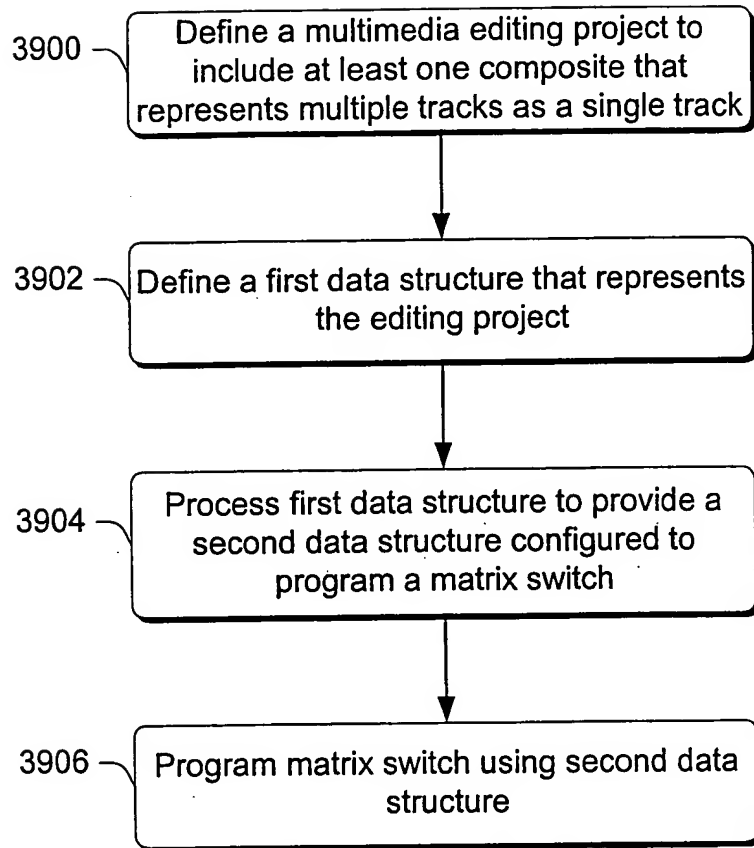 3900
Define a multimedia editing project to
include at least one composite that
represents multiple tracks as a single track
3902
Define a first data structure that represents
the editing project
3904
Process first data structure to provide a
second data structure configured to
program a matrix switch
3906
Program matrix switch using second data
structure